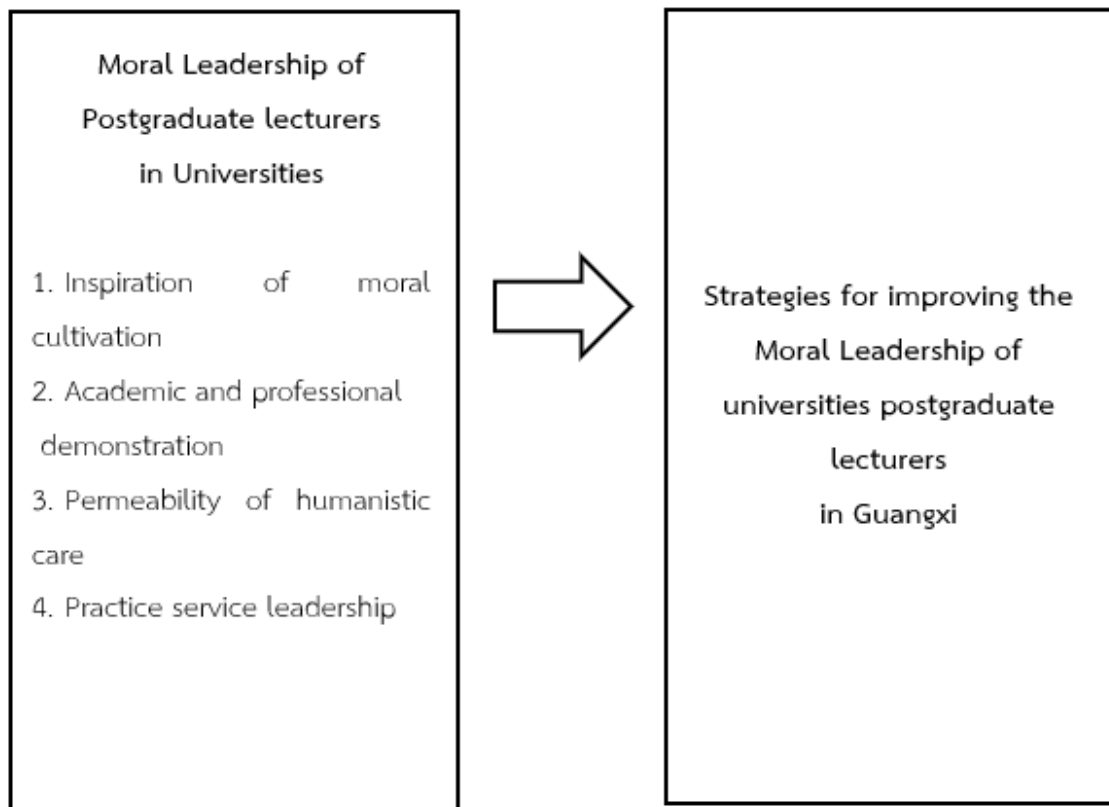 Moral Leadership of
Postgraduate lecturers
in Universities
1. Inspiration of moral
cultivation
2. Academic and professional
demonstration
3. Permeability of humanistic
care
4. Practice service leadership
Strategies for improving the
Moral Leadership of
universities postgraduate
lecturers
in Guangxi